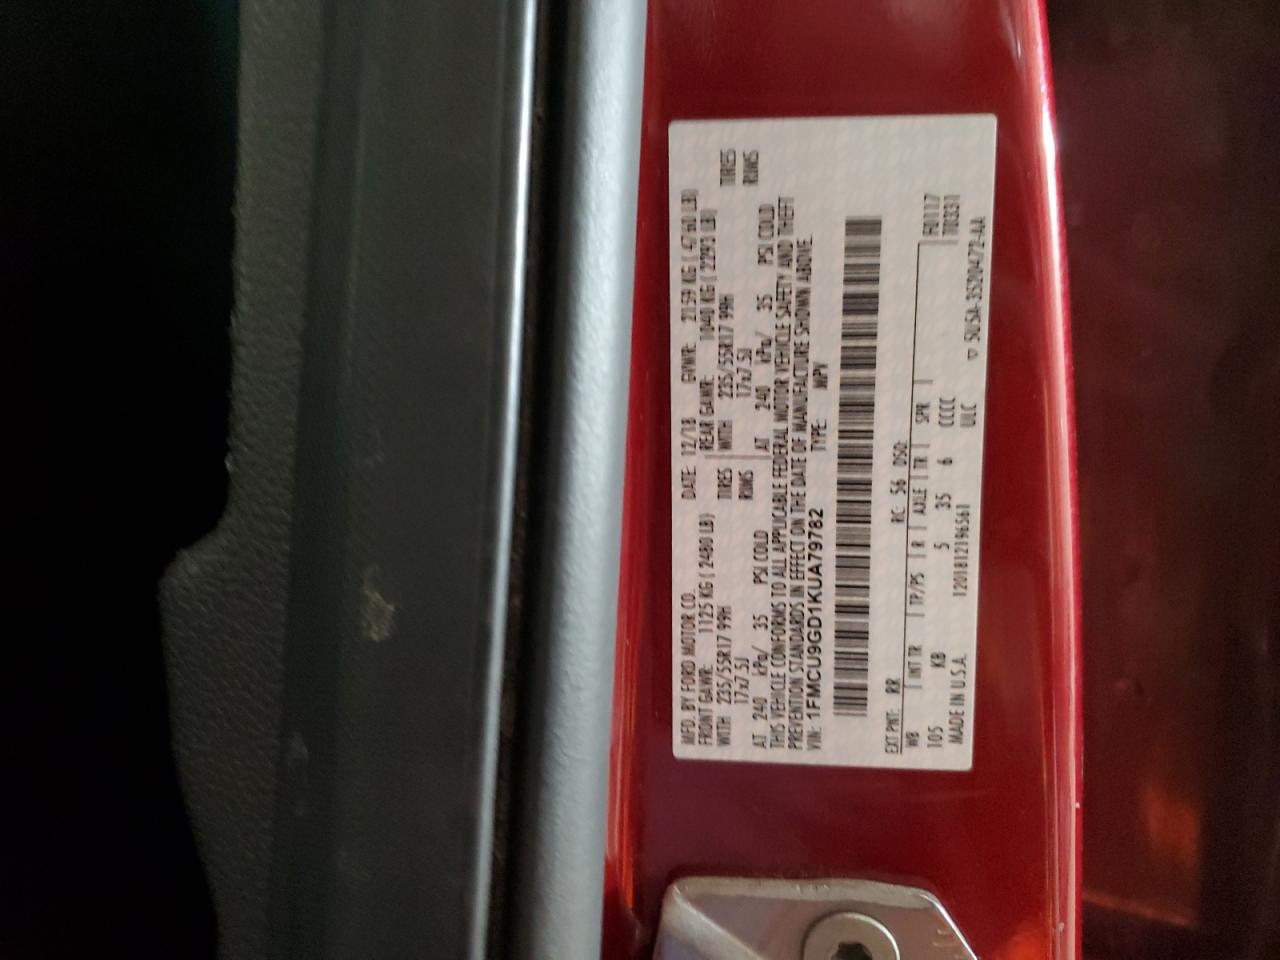 MFD. BY FORD MOTOR CO. DATE: 12/18 GVWR: 2159 KG ( 4760 LB)
FRONT GAWR: 1125 KG ( 2480 LB) REAR GAWR: 1040 KG ( 2293 LB)
WITH 235/55R17 99H TIRES WITH 235/55R17 99H TIRES
17x7.5J RIMS 17x7.5J RIMS
AT 240 kPa/ 35 PSI COLD AT 240 kPa/ 35 PSI COLD
THIS VEHICLE CONFORMS TO ALL APPLICABLE FEDERAL MOTOR VEHICLE SAFETY AND THEFT
PREVENTION STANDARDS IN EFFECT ON THE DATE OF MANUFACTURE SHOWN ABOVE.
VIN: 1FMCU9GD1KUA79782 TYPE: MPV
EXT PNT: RR RC: 56 DSO:
WB INT TR TP/PS R AXLE TR SPR F0117
105 KB 5 35 6 CCCC T03331
MADE IN U.S.A. 1201812196561 ULC
▽ 5U5A-3520472-AA